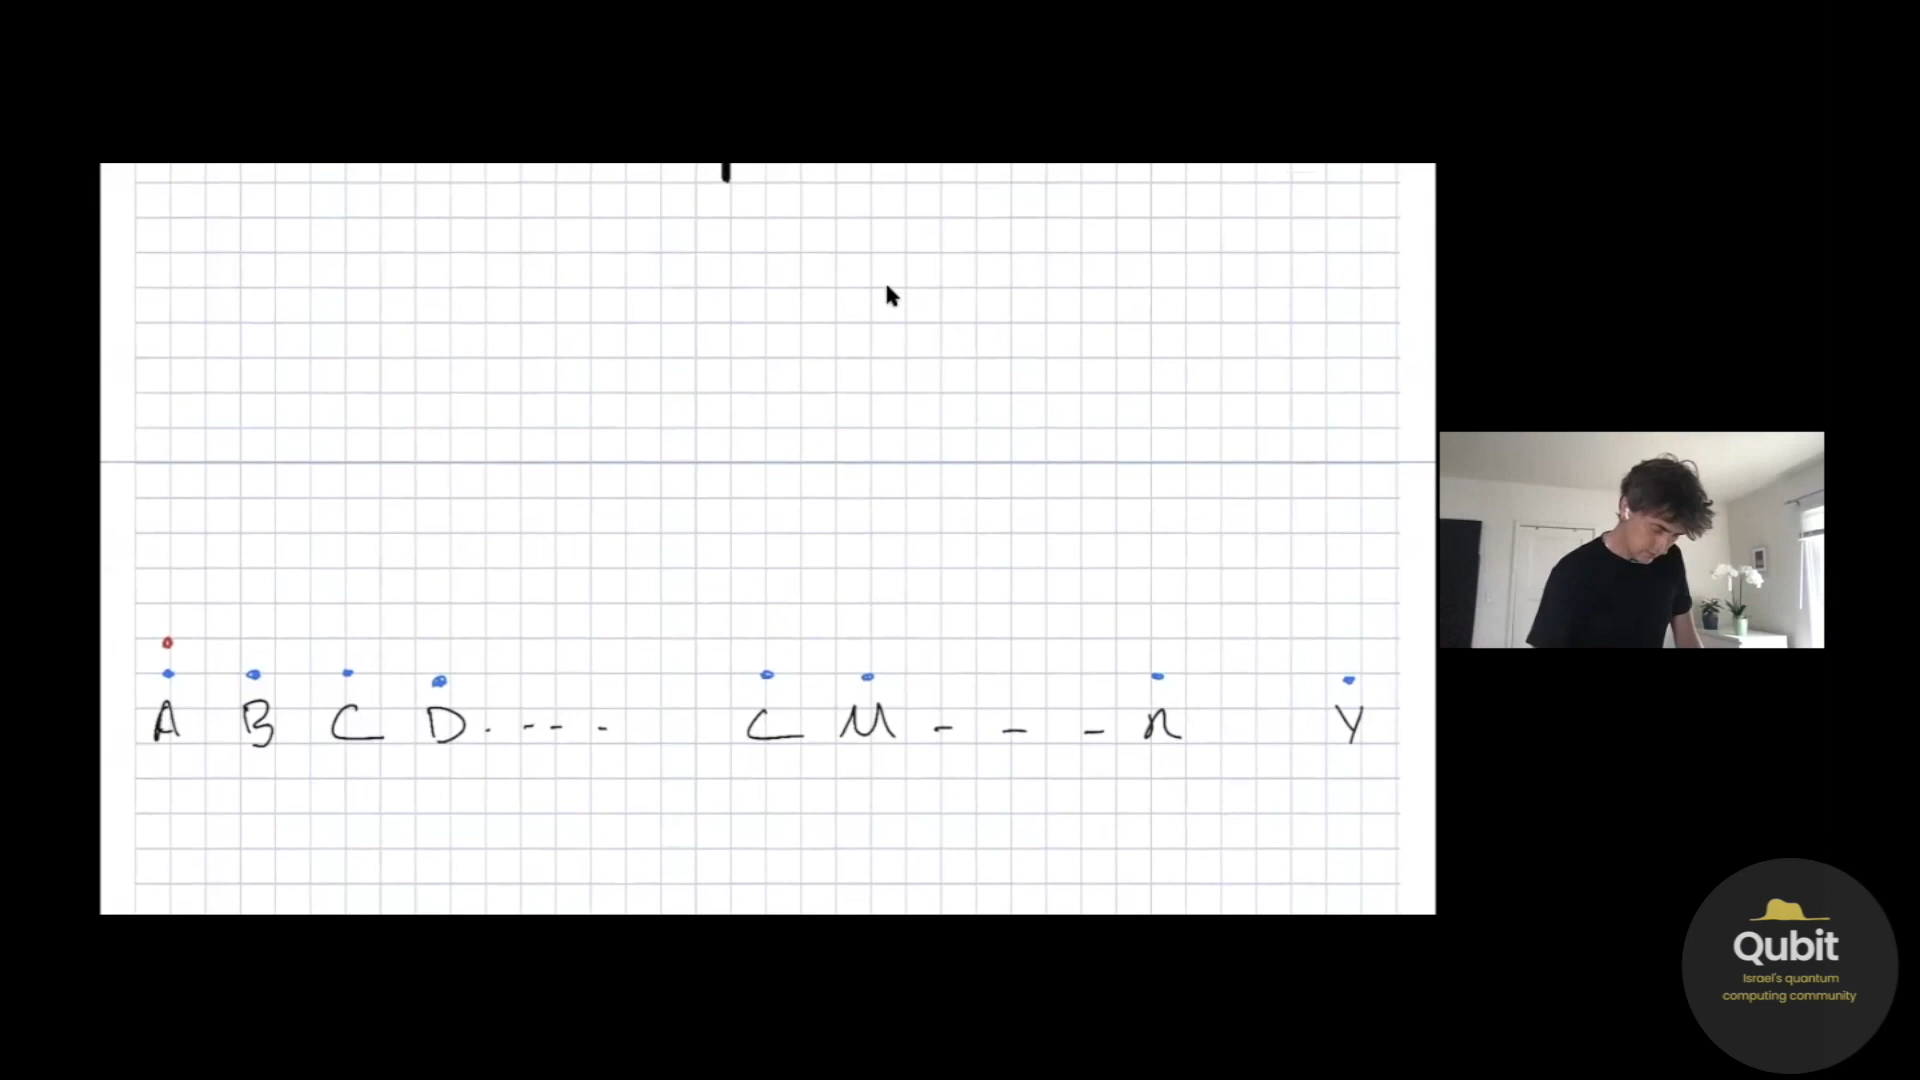 A B C D . - - - C M - - - n Y
Qubit
Israel's quantum
computing community